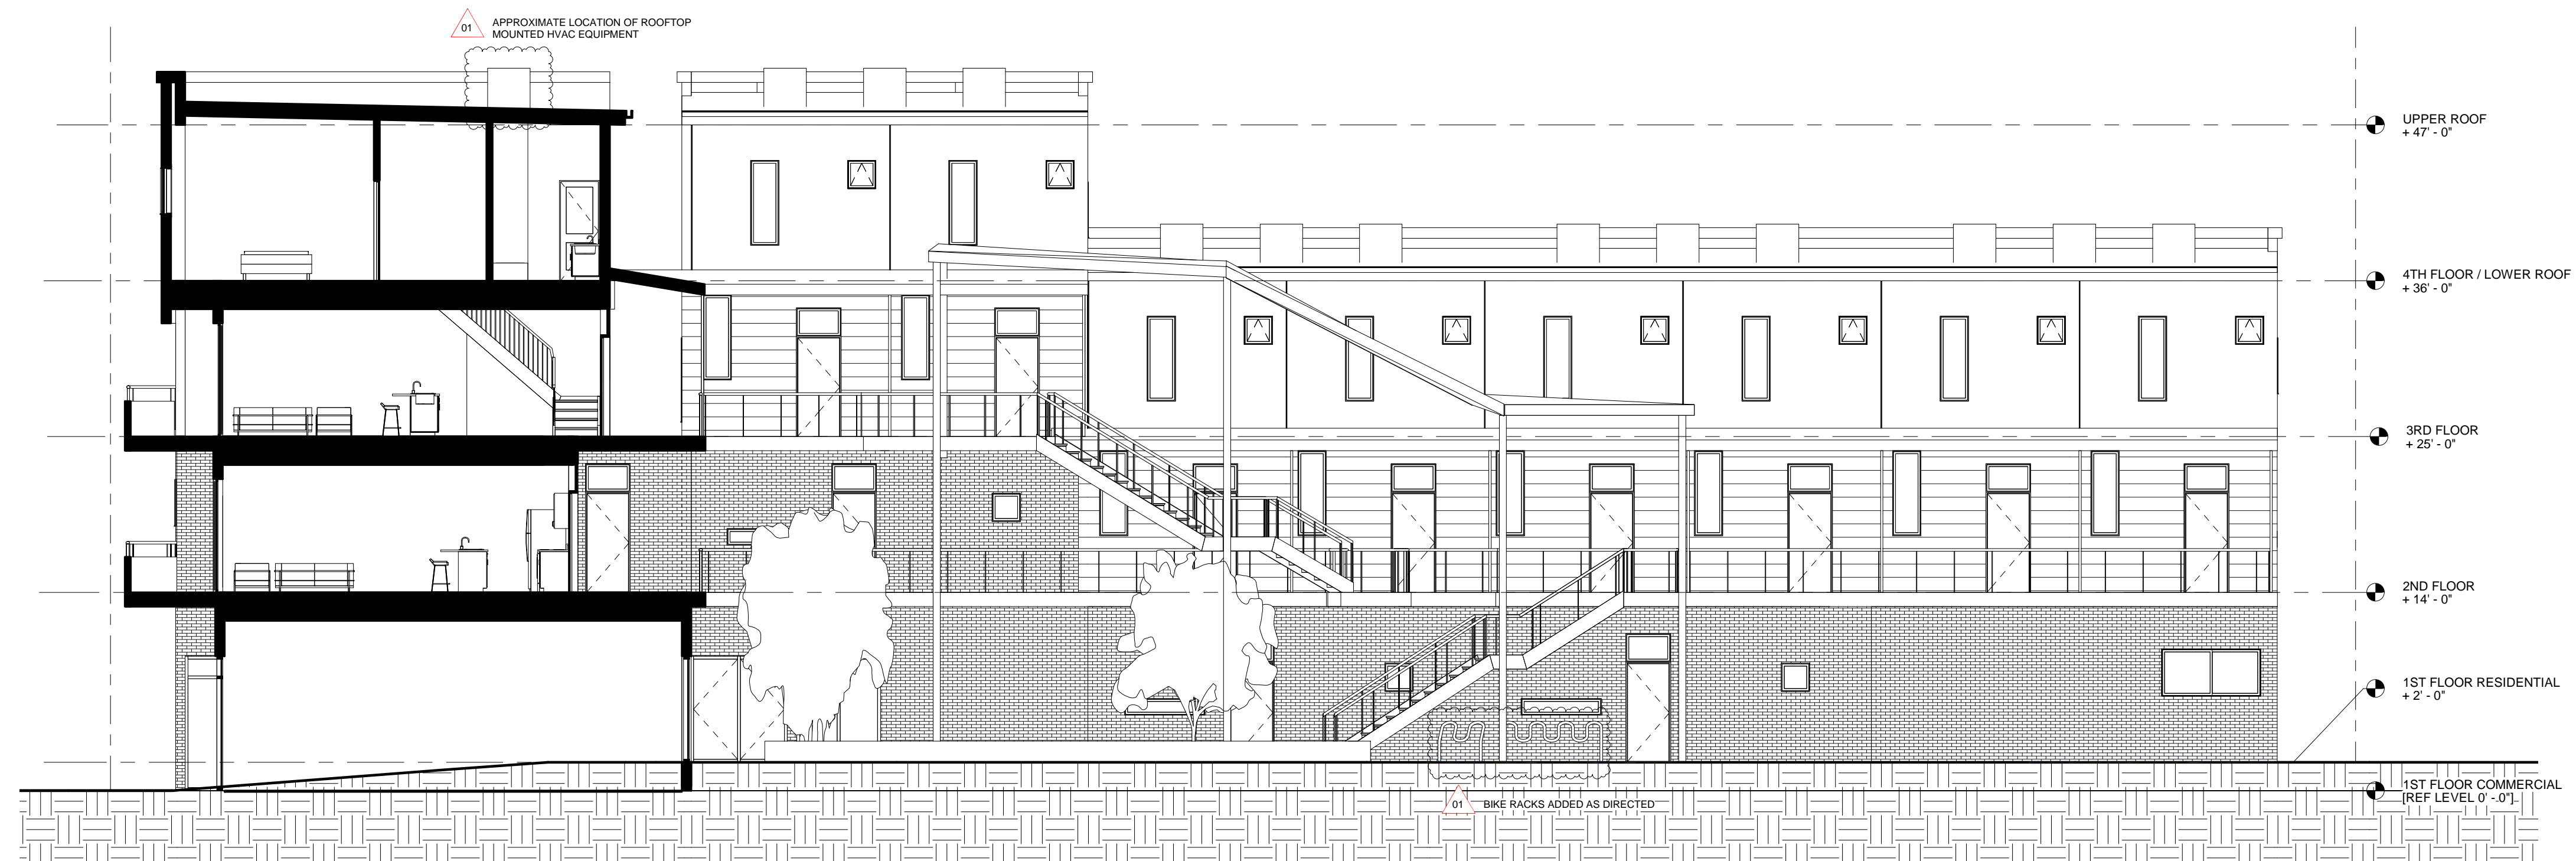 01
APPROXIMATE LOCATION OF ROOFTOP
MOUNTED HVAC EQUIPMENT
UPPER ROOF
+ 47' - 0"
4TH FLOOR / LOWER ROOF
+ 36' - 0"
3RD FLOOR
+ 25' - 0"
2ND FLOOR
+ 14' - 0"
1ST FLOOR RESIDENTIAL
+ 2' - 0"
1ST FLOOR COMMERCIAL
[REF LEVEL 0' - 0"]
01
BIKE RACKS ADDED AS DIRECTED